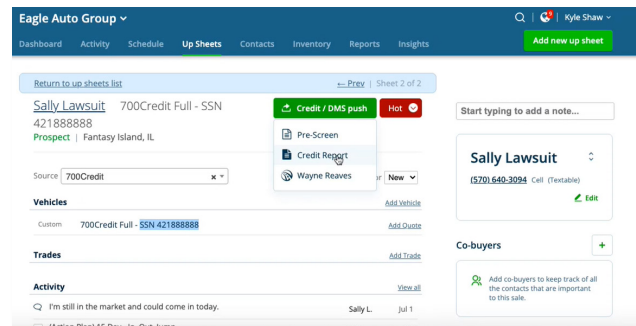 Eagle Auto Group
9 Kyle Shaw
Dashboard Activity Schedule Up Sheets Contacts Inventory Reports Insights
Add new up sheet
Return to up sheets list
← Prev | Sheet 2 of 2
Sally Lawsuit 700Credit Full - SSN
421888888
Prospect | Fantasy Island, IL
Credit / DMS push
Hot
Pre-Screen
Credit Report
Wayne Reaves
Source 700Credit
New
Vehicles Add Vehicle
Custom 700Credit Full - SSN 421888888 Add Quote
Trades Add Trade
Activity View all
I'm still in the market and could come in today. Sally L. Jul 1
Start typing to add a note...
Sally Lawsuit
(570) 640-3094 Cell (Textable)
Edit
Co-buyers +
Add co-buyers to keep track of all
the contacts that are important
to this sale.